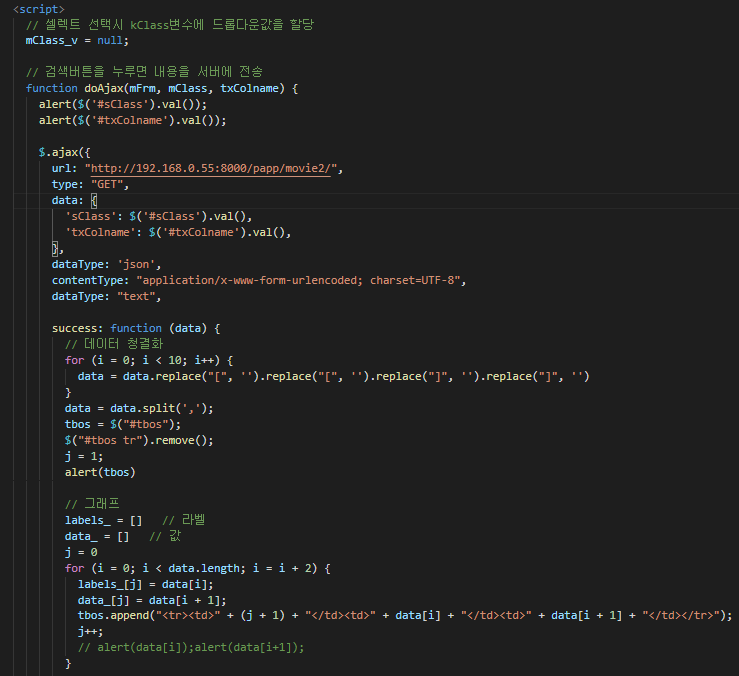 <script>
// 셀렉트 선택시 kClass변수에 드롭다운값을 할당
mClass_v = null;
// 검색버튼을 누루면 내용을 서버에 전송
function doAjax(mFrm, mClass, txColname) {
alert($('#sClass').val());
alert($('#txColname').val());
$.ajax({
url: "http://192.168.0.55:8000/papp/movie2/",
type: "GET",
data: {
'sClass': $('#sClass').val(),
'txColname': $('#txColname').val(),
},
dataType: 'json',
contentType: "application/x-www-form-urlencoded; charset=UTF-8",
dataType: "text",
success: function (data) {
// 데이터 청결화
for (i = 0; i < 10; i++) {
data = data.replace("[", '').replace("[", '').replace("]", '').replace("]", '')
}
data = data.split(',');
tbos = $("#tbos");
$("#tbos tr").remove();
j = 1;
alert(tbos)
// 그래프
labels_ = [] // 라벨
data_ = [] // 값
j = 0
for (i = 0; i < data.length; i = i + 2) {
labels_[j] = data[i];
data_[j] = data[i + 1];
tbos.append("<tr><td>" + (j + 1) + "</td><td>" + data[i] + "</td><td>" + data[i + 1] + "</td></tr>");
j++;
// alert(data[i]);alert(data[i+1]);
}